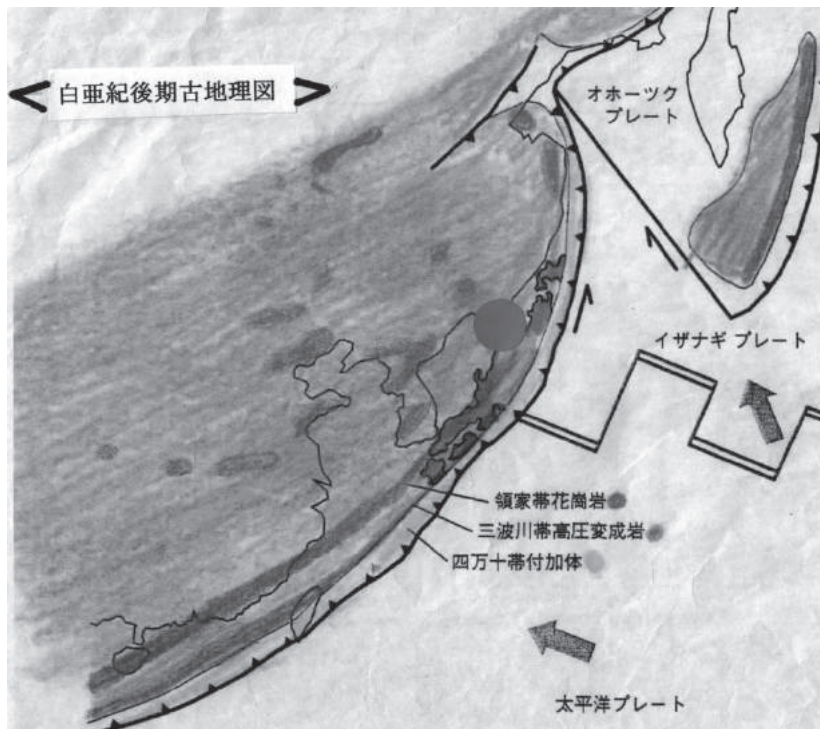 白亜紀後期古地理図
オホーツク
プレート
イザナギ プレート
領家帯花崗岩
三波川帯高圧変成岩
四万十帯付加体
太平洋プレート